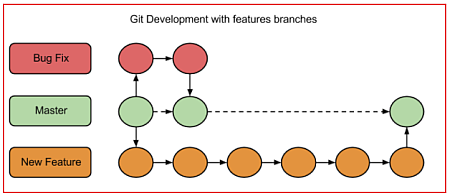 Git Development with features branches
Bug Fix
Master
New Feature